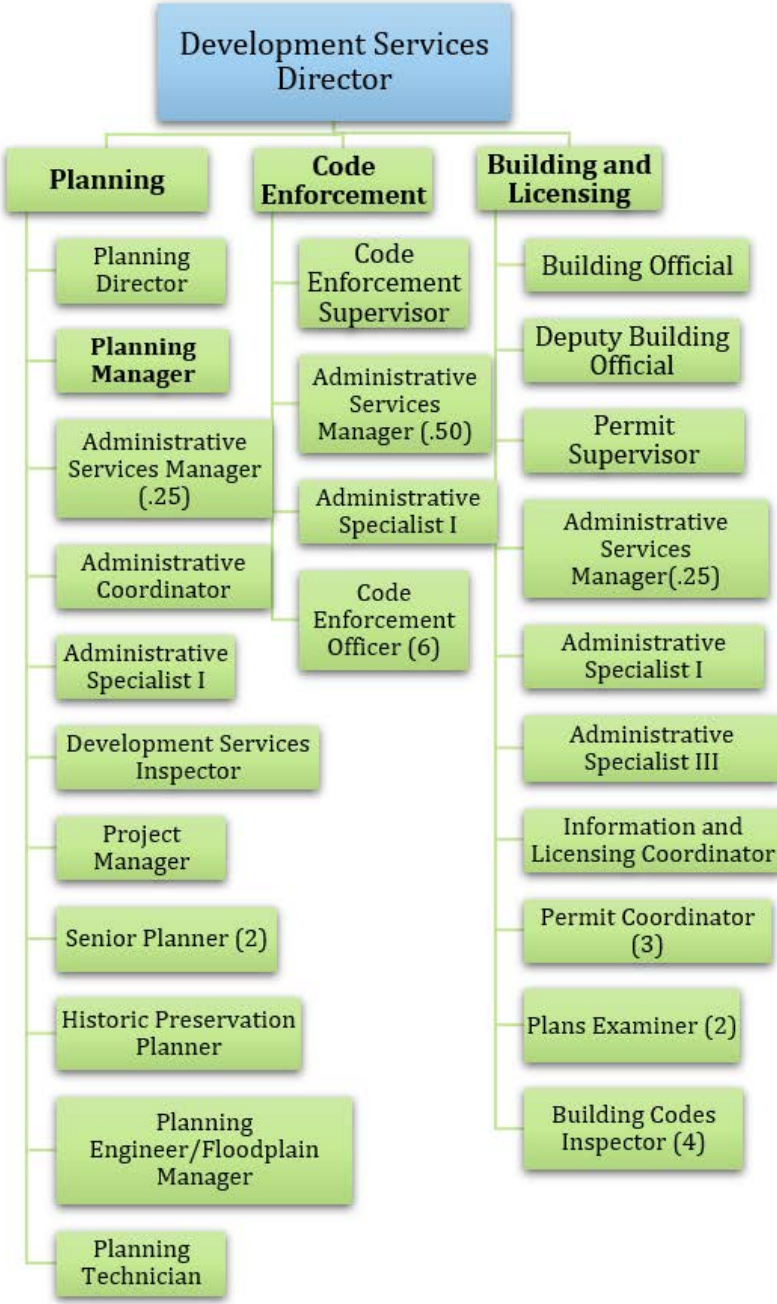 Development Services
Director
Planning
Planning
Director
Planning
Manager
Administrative
Services Manager
(.25)
Administrative
Coordinator
Administrative
Specialist I
Development Services
Inspector
Project
Manager
Senior Planner (2)
Historic Preservation
Planner
Planning
Engineer/Floodplain
Manager
Planning
Technician
Code
Enforcement
Code
Enforcement
Supervisor
Administrative
Services
Manager (.50)
Administrative
Specialist I
Code
Enforcement
Officer (6)
Building and
Licensing
Building Official
Deputy Building
Official
Permit
Supervisor
Administrative
Services
Manager(.25)
Administrative
Specialist I
Administrative
Specialist III
Information and
Licensing Coordinator
Permit Coordinator
(3)
Plans Examiner (2)
Building Codes
Inspector (4)